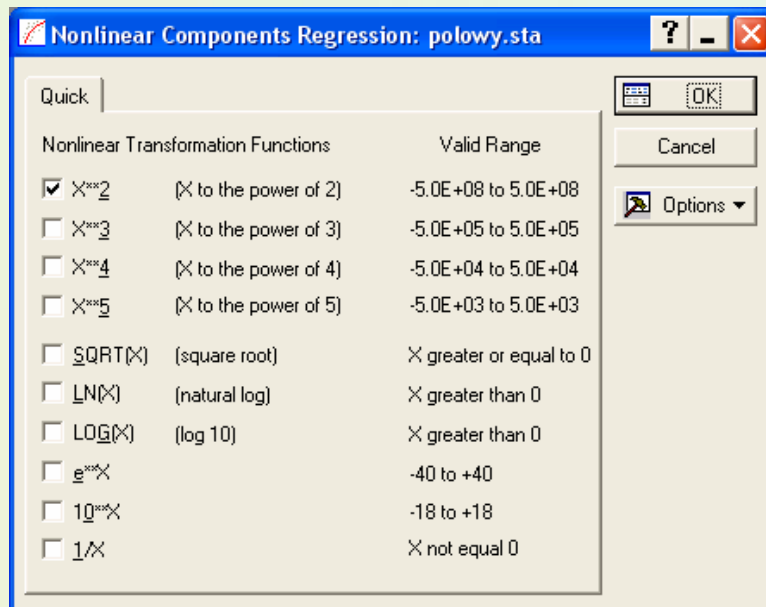 Nonlinear Components Regression: polowy.sta
Quick
OK
Cancel
Options
Nonlinear Transformation Functions Valid Range
X**2 (X to the power of 2) -5.0E+08 to 5.0E+08
X**3 (X to the power of 3) -5.0E+05 to 5.0E+05
X**4 (X to the power of 4) -5.0E+04 to 5.0E+04
X**5 (X to the power of 5) -5.0E+03 to 5.0E+03
SQRT(X) (square root) X greater or equal to 0
LN(X) (natural log) X greater than 0
LOG(X) (log 10) X greater than 0
e**X -40 to +40
10**X -18 to +18
1/X X not equal 0